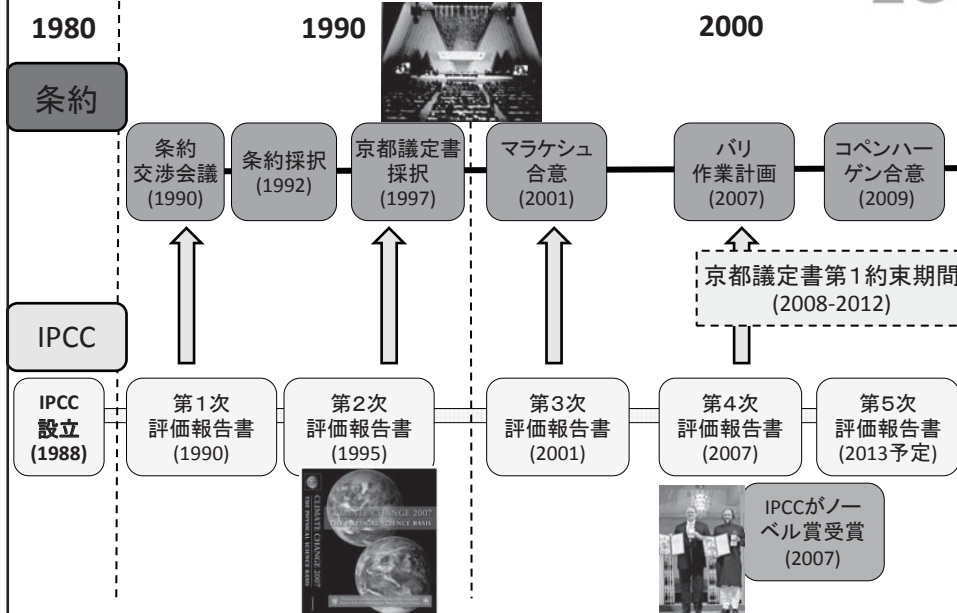 1980
1990
2000
条約
条約
交渉会議
(1990)
条約採択
(1992)
京都議定書
採択
(1997)
マラケシュ
合意
(2001)
バリ
作業計画
(2007)
コペンハー
ゲン合意
(2009)
京都議定書第1約束期間
(2008-2012)
IPCC
IPCC
設立
(1988)
第1次
評価報告書
(1990)
第2次
評価報告書
(1995)
第3次
評価報告書
(2001)
第4次
評価報告書
(2007)
第5次
評価報告書
(2013予定)
CLIMATE CHANGE 2007
THE PHYSICAL SCIENCE BASIS
CLIMATE CHANGE 2007
THE PHYSICAL SCIENCE BASIS
IPCCがノー
ベル賞受賞
(2007)